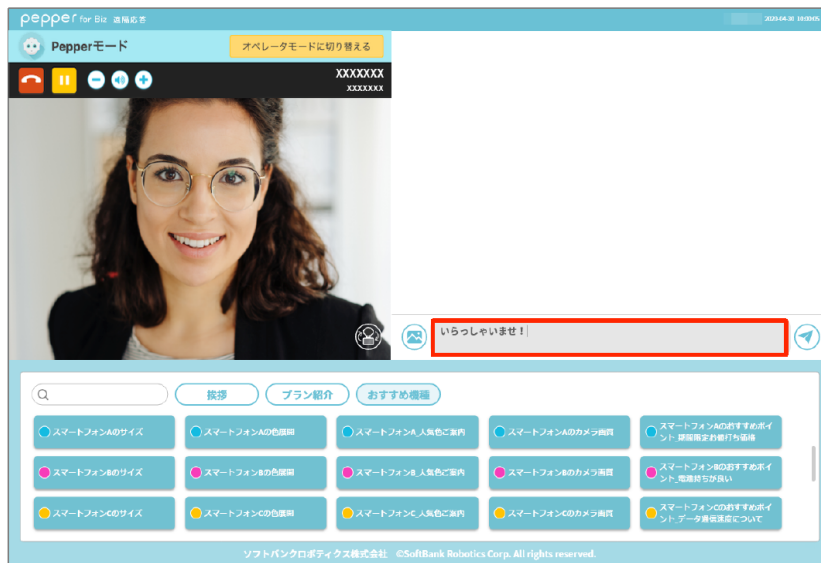 pepper for Biz 遠隔応答
2020-04-30 10:00:05
Pepperモード
オペレータモードに切り替える
XXXXXXX
xxxxxxx
いらっしゃいませ！
挨拶
プラン紹介
おすすめ機種
スマートフォンAのサイズ
スマートフォンAの色展開
スマートフォンA_人気色ご案内
スマートフォンAのカメラ画質
スマートフォンAのおすすめポイ
ント_期間限定お値打ち価格
スマートフォンBのサイズ
スマートフォンBの色展開
スマートフォンB_人気色ご案内
スマートフォンBのカメラ画質
スマートフォンBのおすすめポイ
ント_電池持ちが良い
スマートフォンCのサイズ
スマートフォンCの色展開
スマートフォンC_人気色ご案内
スマートフォンCのカメラ画質
スマートフォンCのおすすめポイ
ント_データ通信速度について
ソフトバンクロボティクス株式会社 ©SoftBank Robotics Corp. All rights reserved.